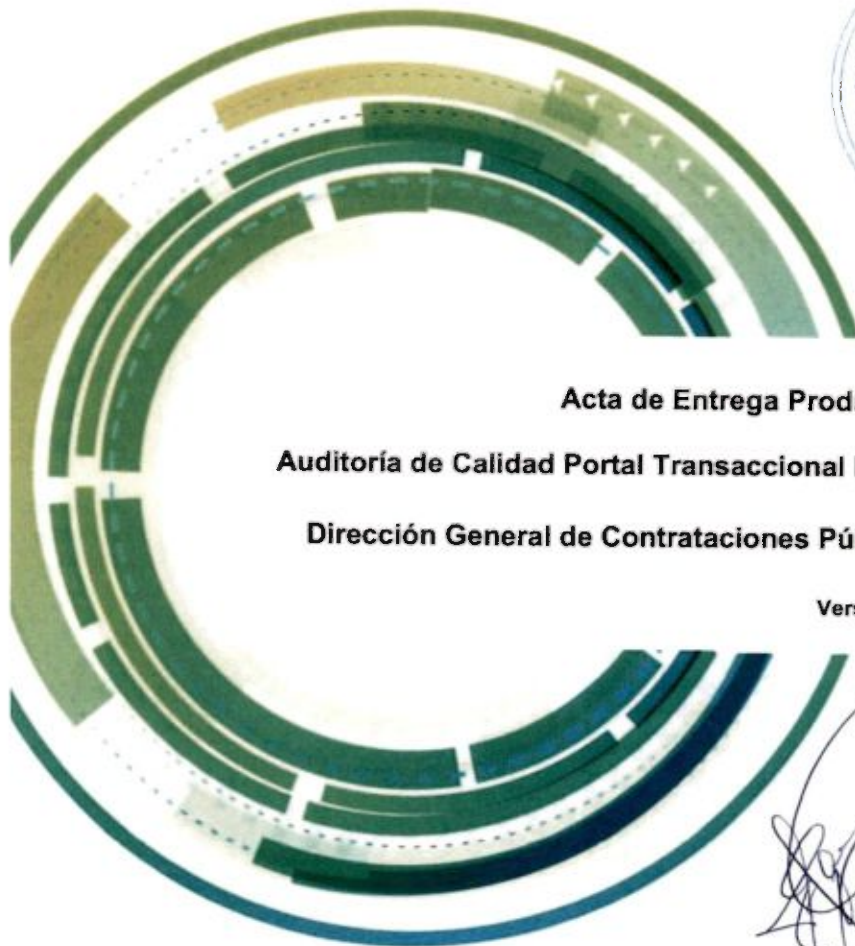 Acta de Entrega Prod
Auditoría de Calidad Portal Transaccional
Dirección General de Contrataciones Pú
Vers